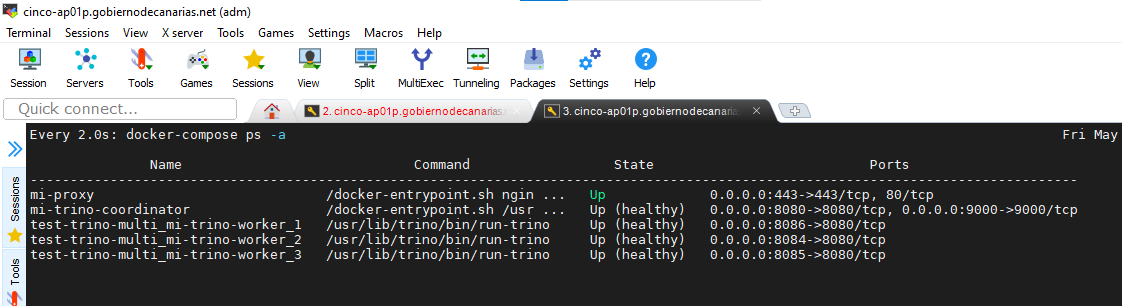 cinco-ap01p.gobiernodecanarias.net (adm)
Terminal Sessions View X server Tools Games Settings Macros Help
Session Servers Tools Games Sessions View Split MultiExec Tunneling Packages Settings Help
Quick connect...
2. cinco-ap01p.gobiernodecanarias
3. cinco-ap01p.gobiernodecanarias
Every 2.0s: docker-compose ps -a Fri May
Name Command State Ports
------------------------------------------------------------------------------------------------------------------------------------
mi-proxy /docker-entrypoint.sh ngin ... Up 0.0.0.0:443->443/tcp, 80/tcp
mi-trino-coordinator /docker-entrypoint.sh /usr ... Up (healthy) 0.0.0.0:8080->8080/tcp, 0.0.0.0:9000->9000/tcp
test-trino-multi_mi-trino-worker_1 /usr/lib/trino/bin/run-trino Up (healthy) 0.0.0.0:8086->8080/tcp
test-trino-multi_mi-trino-worker_2 /usr/lib/trino/bin/run-trino Up (healthy) 0.0.0.0:8084->8080/tcp
test-trino-multi_mi-trino-worker_3 /usr/lib/trino/bin/run-trino Up (healthy) 0.0.0.0:8085->8080/tcp
Sessions
Tools